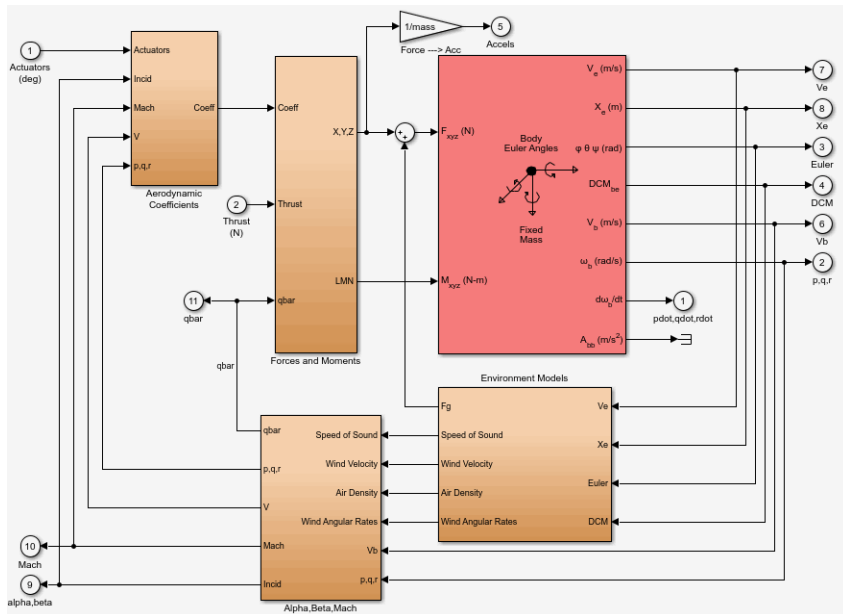 1/mass
Force ---> Acc
5
Accels
1
Actuators
(deg)
Actuators
Incid
Mach
V
p,q,r
Coeff
Aerodynamic
Coefficients
2
Thrust
(N)
Coeff
Thrust
qbar
X,Y,Z
LMN
Forces and Moments
11
qbar
qbar
F_xyz (N)
M_xyz (N-m)
Body
Euler Angles
Fixed
Mass
V_e (m/s)
X_e (m)
φ θ ψ (rad)
DCM_be
V_b (m/s)
ω_b (rad/s)
dω_b/dt
A_bb (m/s²)
7
Ve
8
Xe
3
Euler
4
DCM
6
Vb
2
p,q,r
1
pdot,qdot,rdot
Environment Models
Fg
Speed of Sound
Wind Velocity
Air Density
Wind Angular Rates
Ve
Xe
Euler
DCM
qbar
p,q,r
V
Mach
Incid
Speed of Sound
Wind Velocity
Air Density
Wind Angular Rates
Vb
p,q,r
Alpha,Beta,Mach
10
Mach
9
alpha,beta